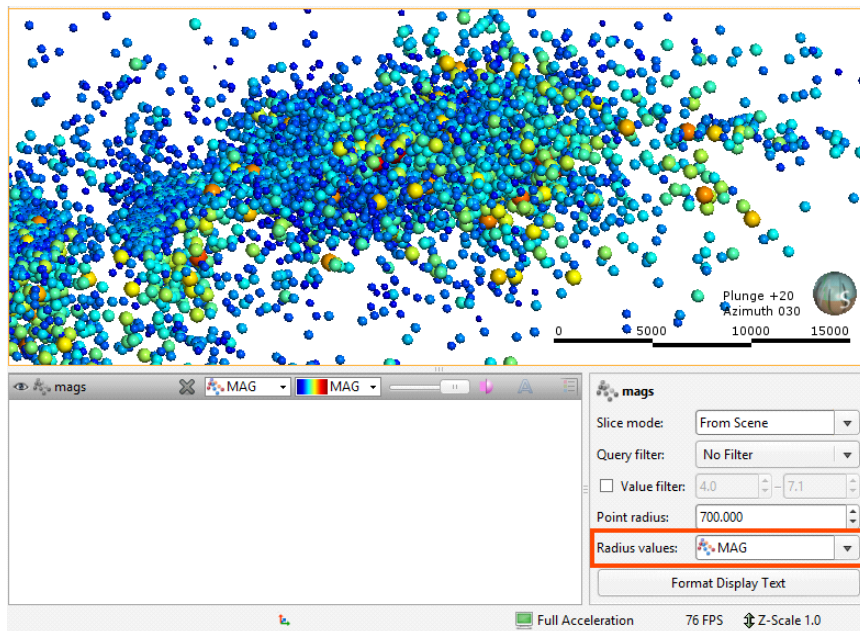 Plunge +20
Azimuth 030
0 5000 10000 15000
S
mags MAG MAG
A
mags
Slice mode: From Scene
Query filter: No Filter
Value filter: 4.0 – 7.1
Point radius: 700.000
Radius values: MAG
Format Display Text
Full Acceleration 76 FPS Z-Scale 1.0